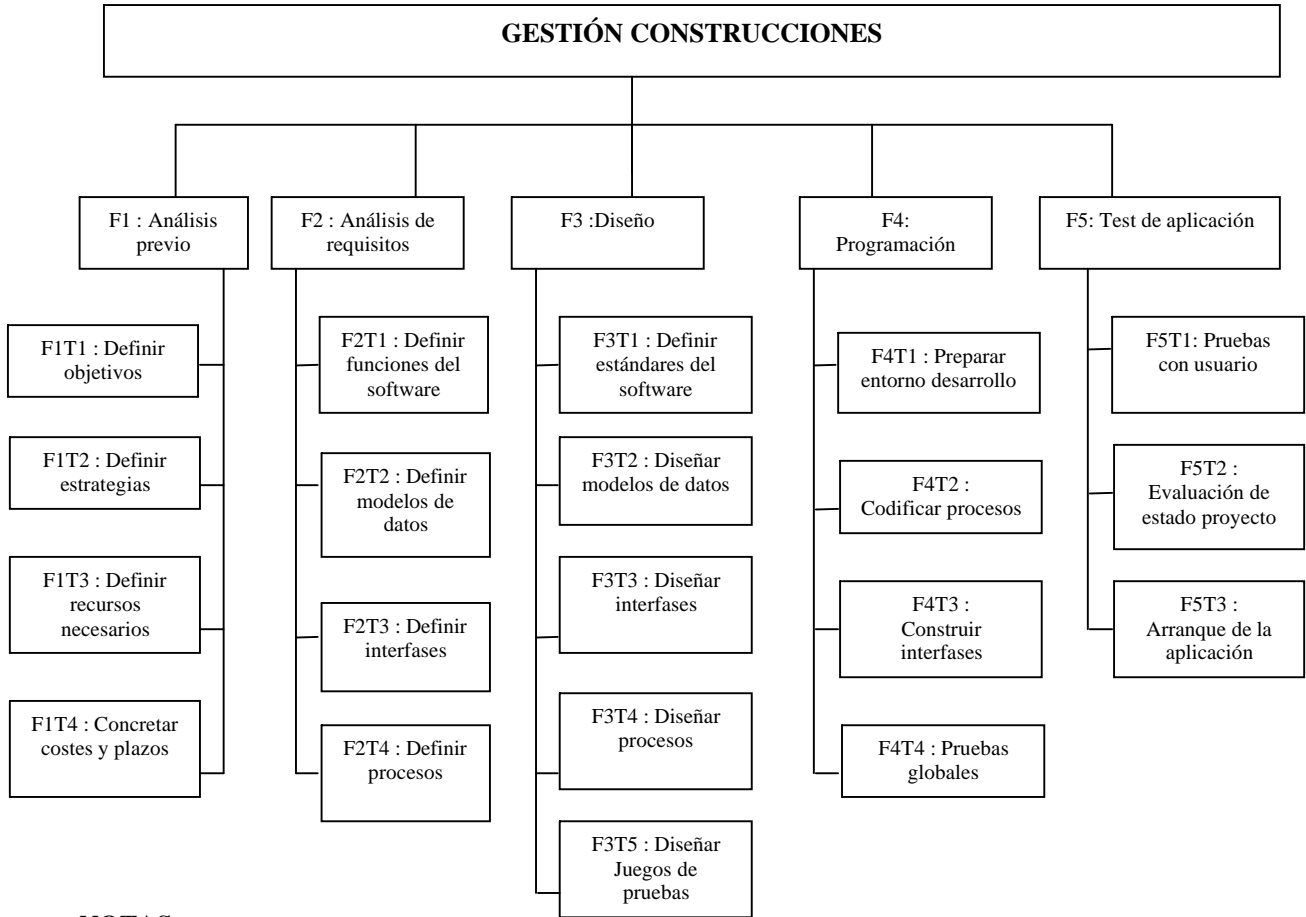 GESTIÓN CONSTRUCCIONES
F1 : Análisis
previo
F2 : Análisis de
requisitos
F3 :Diseño
F4:
Programación
F5: Test de aplicación
F1T1 : Definir
objetivos
F1T2 : Definir
estrategias
F1T3 : Definir
recursos
necesarios
F1T4 : Concretar
costes y plazos
F2T1 : Definir
funciones del
software
F2T2 : Definir
modelos de
datos
F2T3 : Definir
interfases
F2T4 : Definir
procesos
F3T1 : Definir
estándares del
software
F3T2 : Diseñar
modelos de datos
F3T3 : Diseñar
interfases
F3T4 : Diseñar
procesos
F3T5 : Diseñar
Juegos de
pruebas
F4T1 : Preparar
entorno desarrollo
F4T2 :
Codificar procesos
F4T3 :
Construir
interfases
F4T4 : Pruebas
globales
F5T1: Pruebas
con usuario
F5T2 :
Evaluación de
estado proyecto
F5T3 :
Arranque de la
aplicación